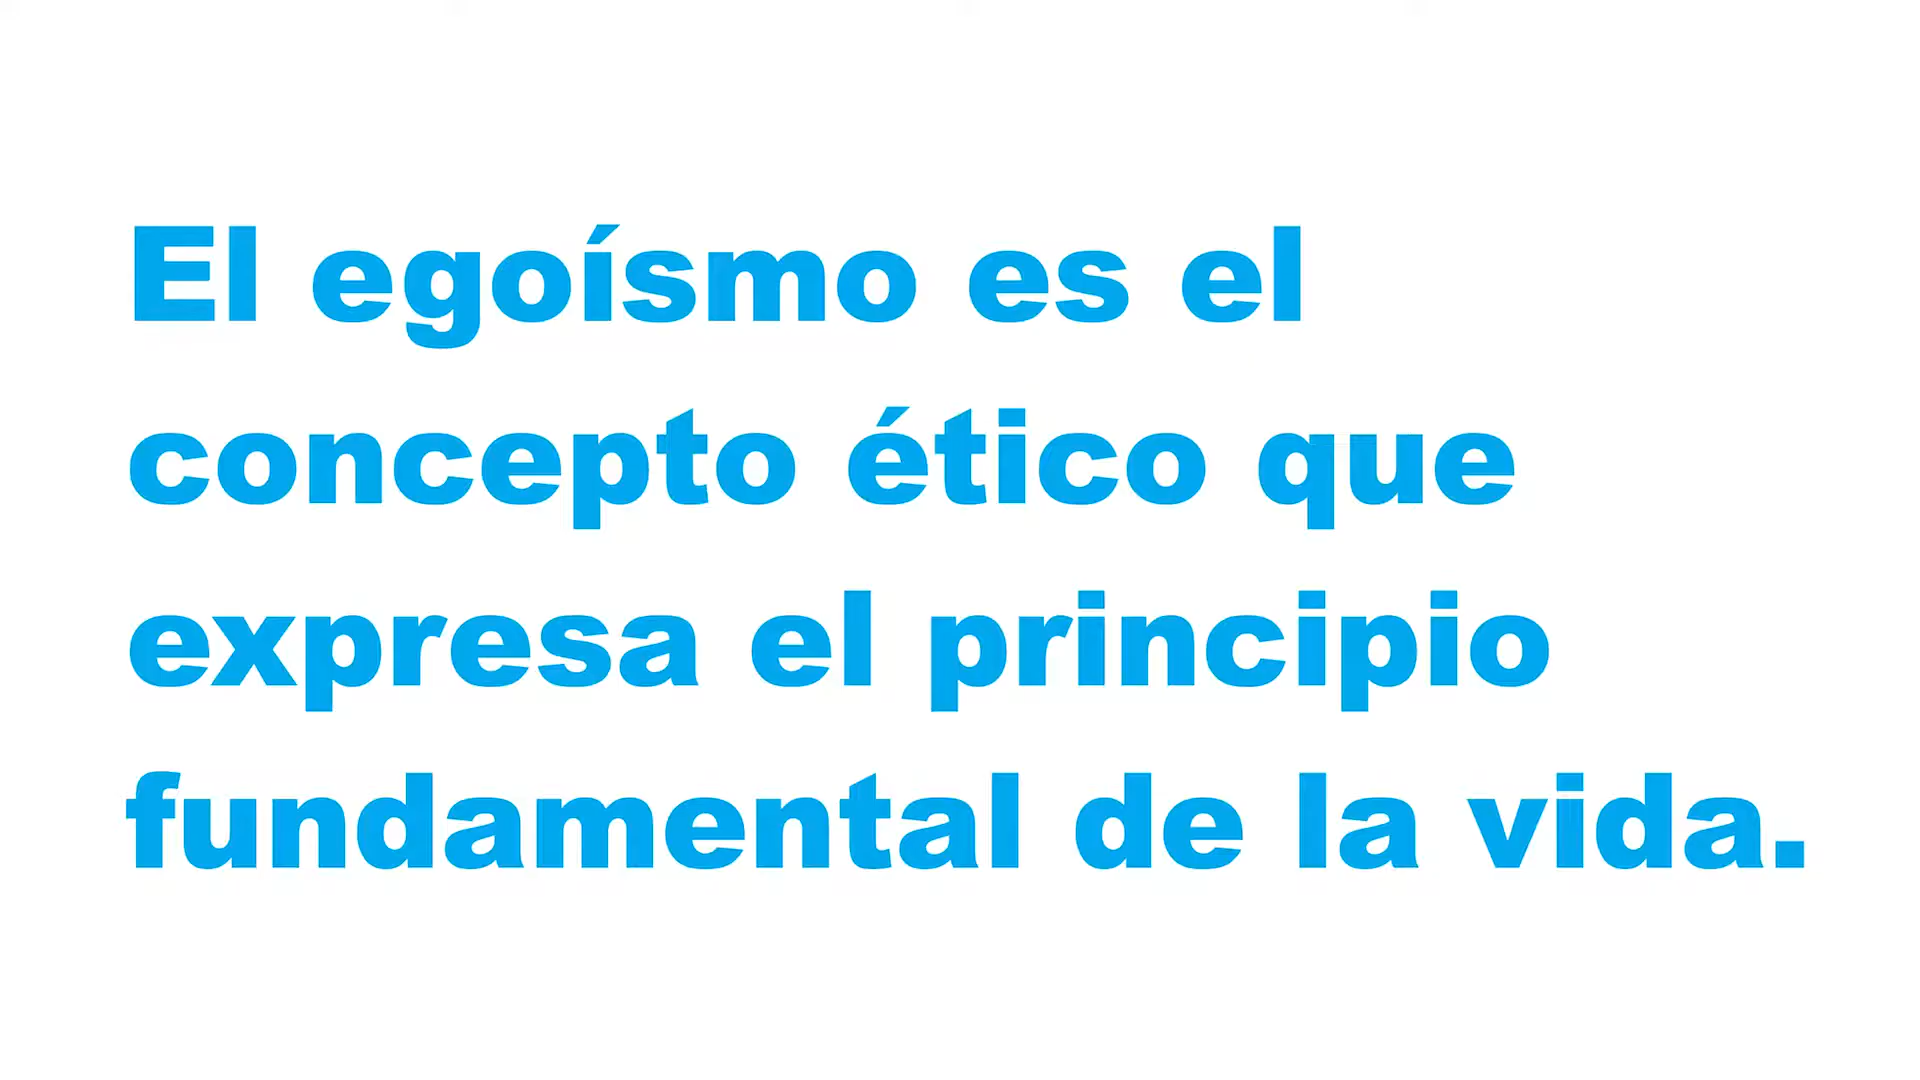 El egoísmo es el
concepto ético que
expresa el principio
fundamental de la vida.